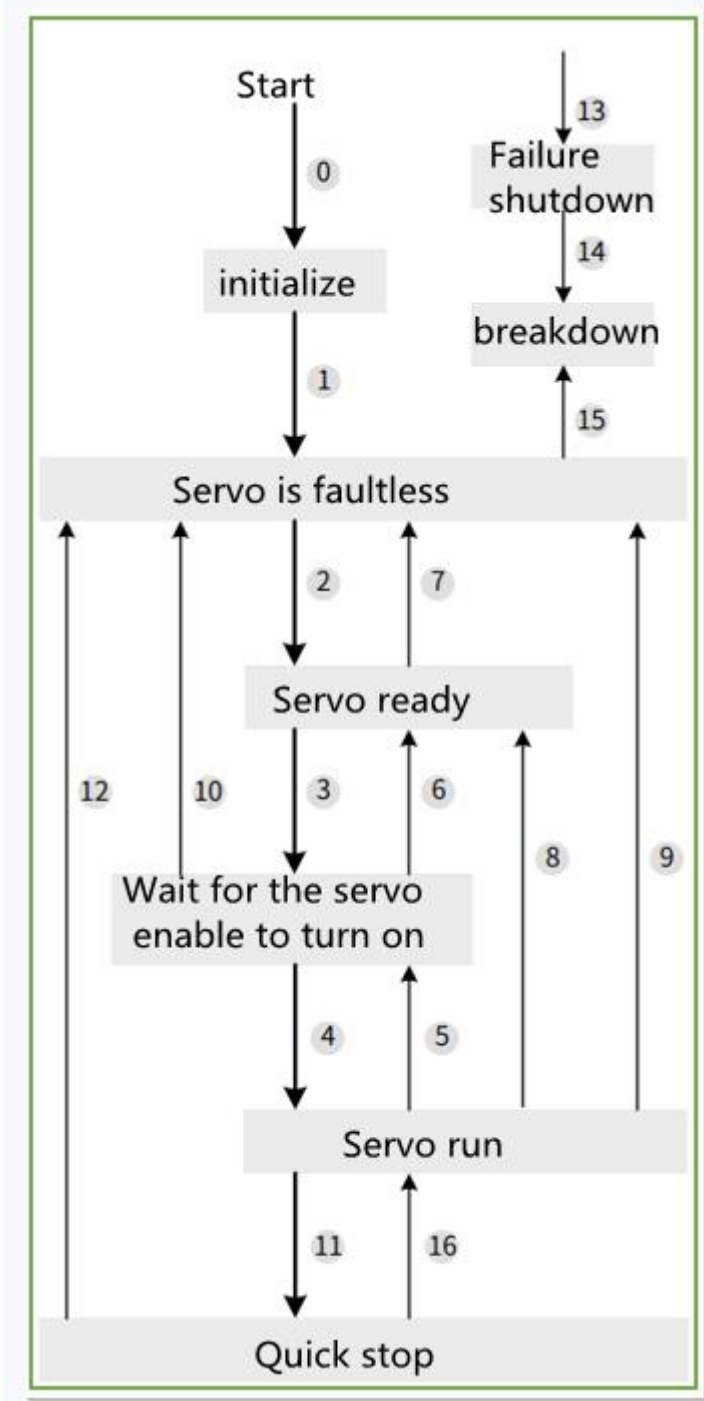 Start
13
Failure
shutdown
0
14
initialize
breakdown
1
15
Servo is faultless
2
7
Servo ready
12
10
3
6
8
9
Wait for the servo
enable to turn on
4
5
Servo run
11
16
Quick stop